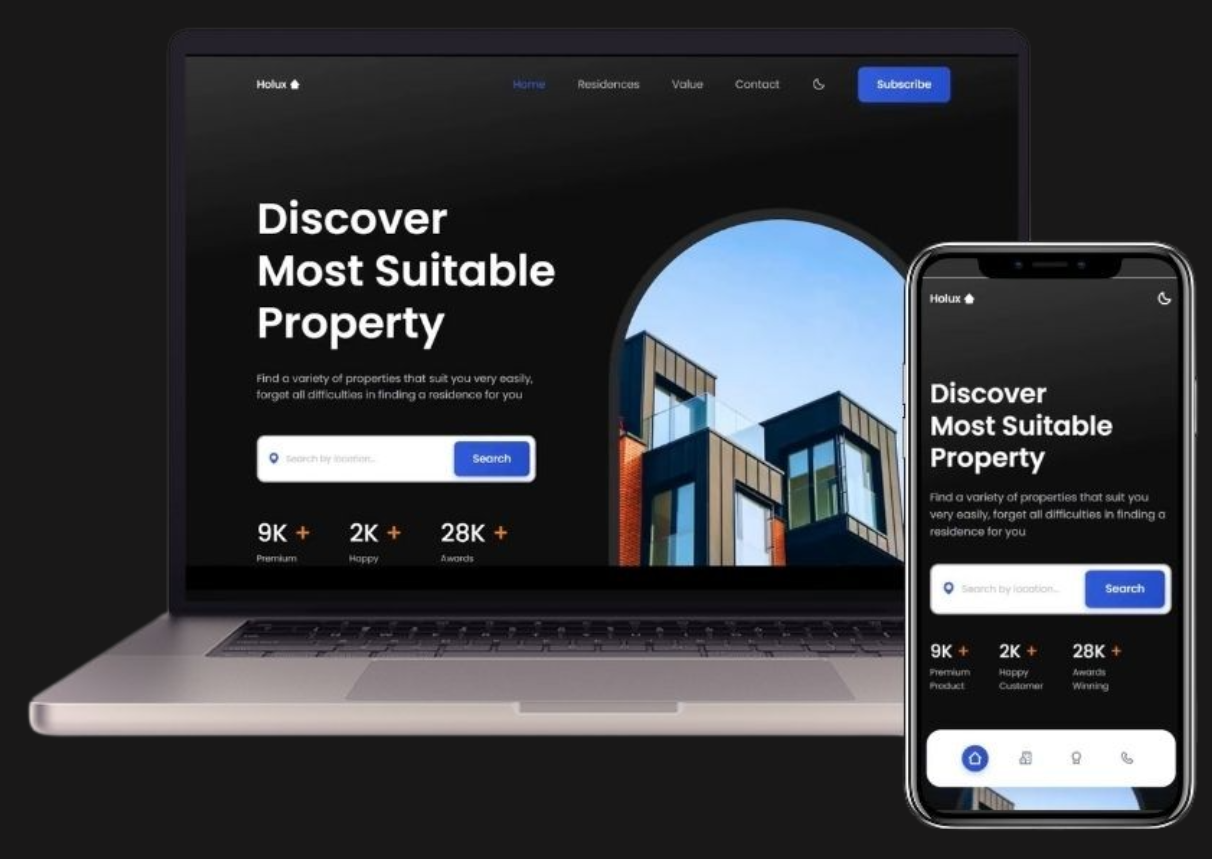 Holux
Home Residences Value Contact Subscribe
Discover
Most Suitable
Property
Find a variety of properties that suit you very easily,
forget all difficulties in finding a residence for you
Search by location... Search
9K + 2K + 28K +
Premium Happy Awards
Holux
Discover
Most Suitable
Property
Find a variety of properties that suit you
very easily, forget all difficulties in finding a
residence for you
Search by location... Search
9K + 2K + 28K +
Premium Happy Awards
Product Customer Winning